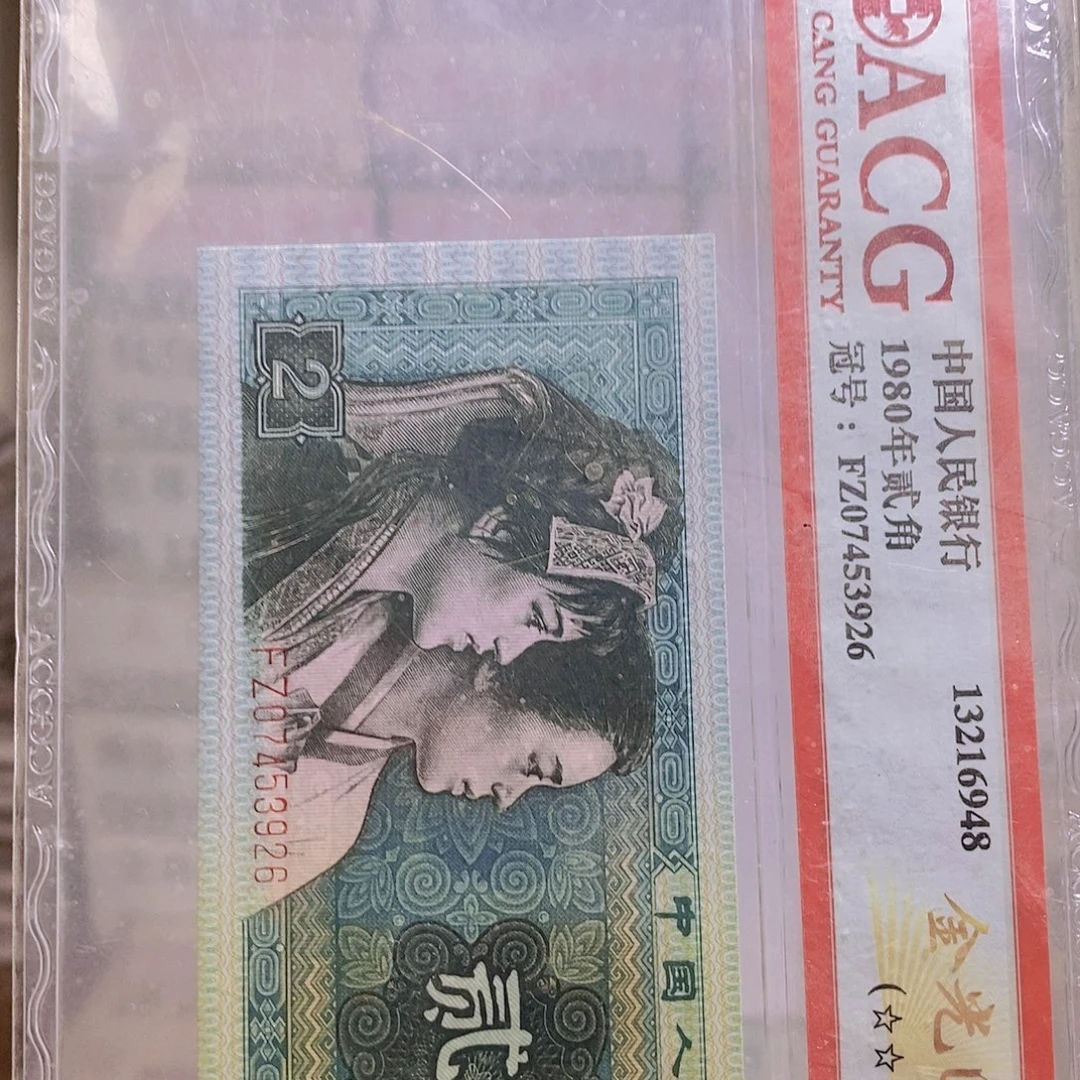 ACG
CANG GUARANTY
中国人民银行
1980年贰角
冠号：FZ07453926
13216948
金光
(☆☆
2
FZ07453926
中国人
贰
ACGACG